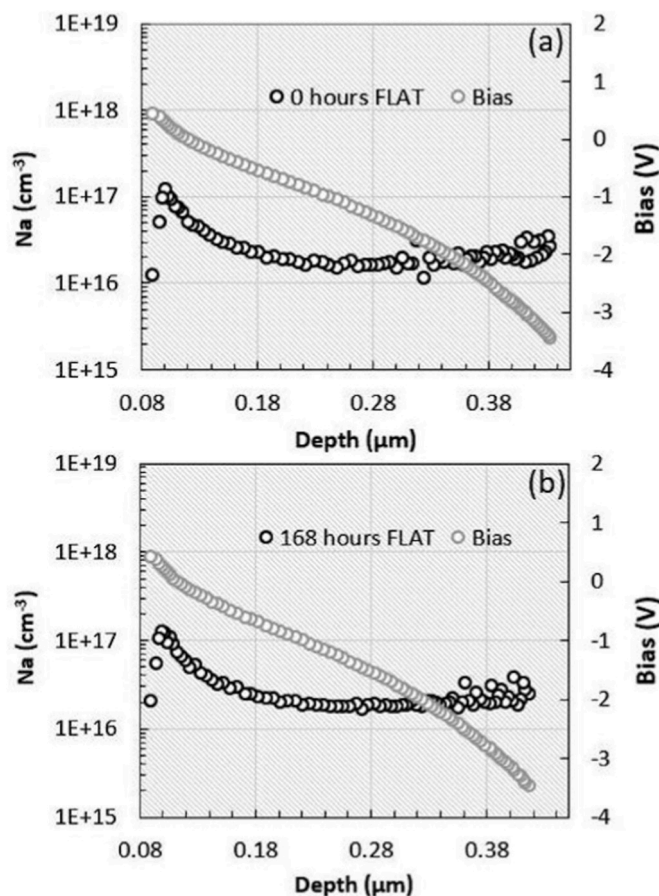 (a)
0 hours FLAT Bias
1E+19
1E+18
1E+17
1E+16
1E+15
Na (cm-3)
2
1
0
-1
-2
-3
-4
Bias (V)
0.08 0.18 0.28 0.38
Depth (µm)
(b)
168 hours FLAT Bias
1E+19
1E+18
1E+17
1E+16
1E+15
Na (cm-3)
2
1
0
-1
-2
-3
-4
Bias (V)
0.08 0.18 0.28 0.38
Depth (µm)